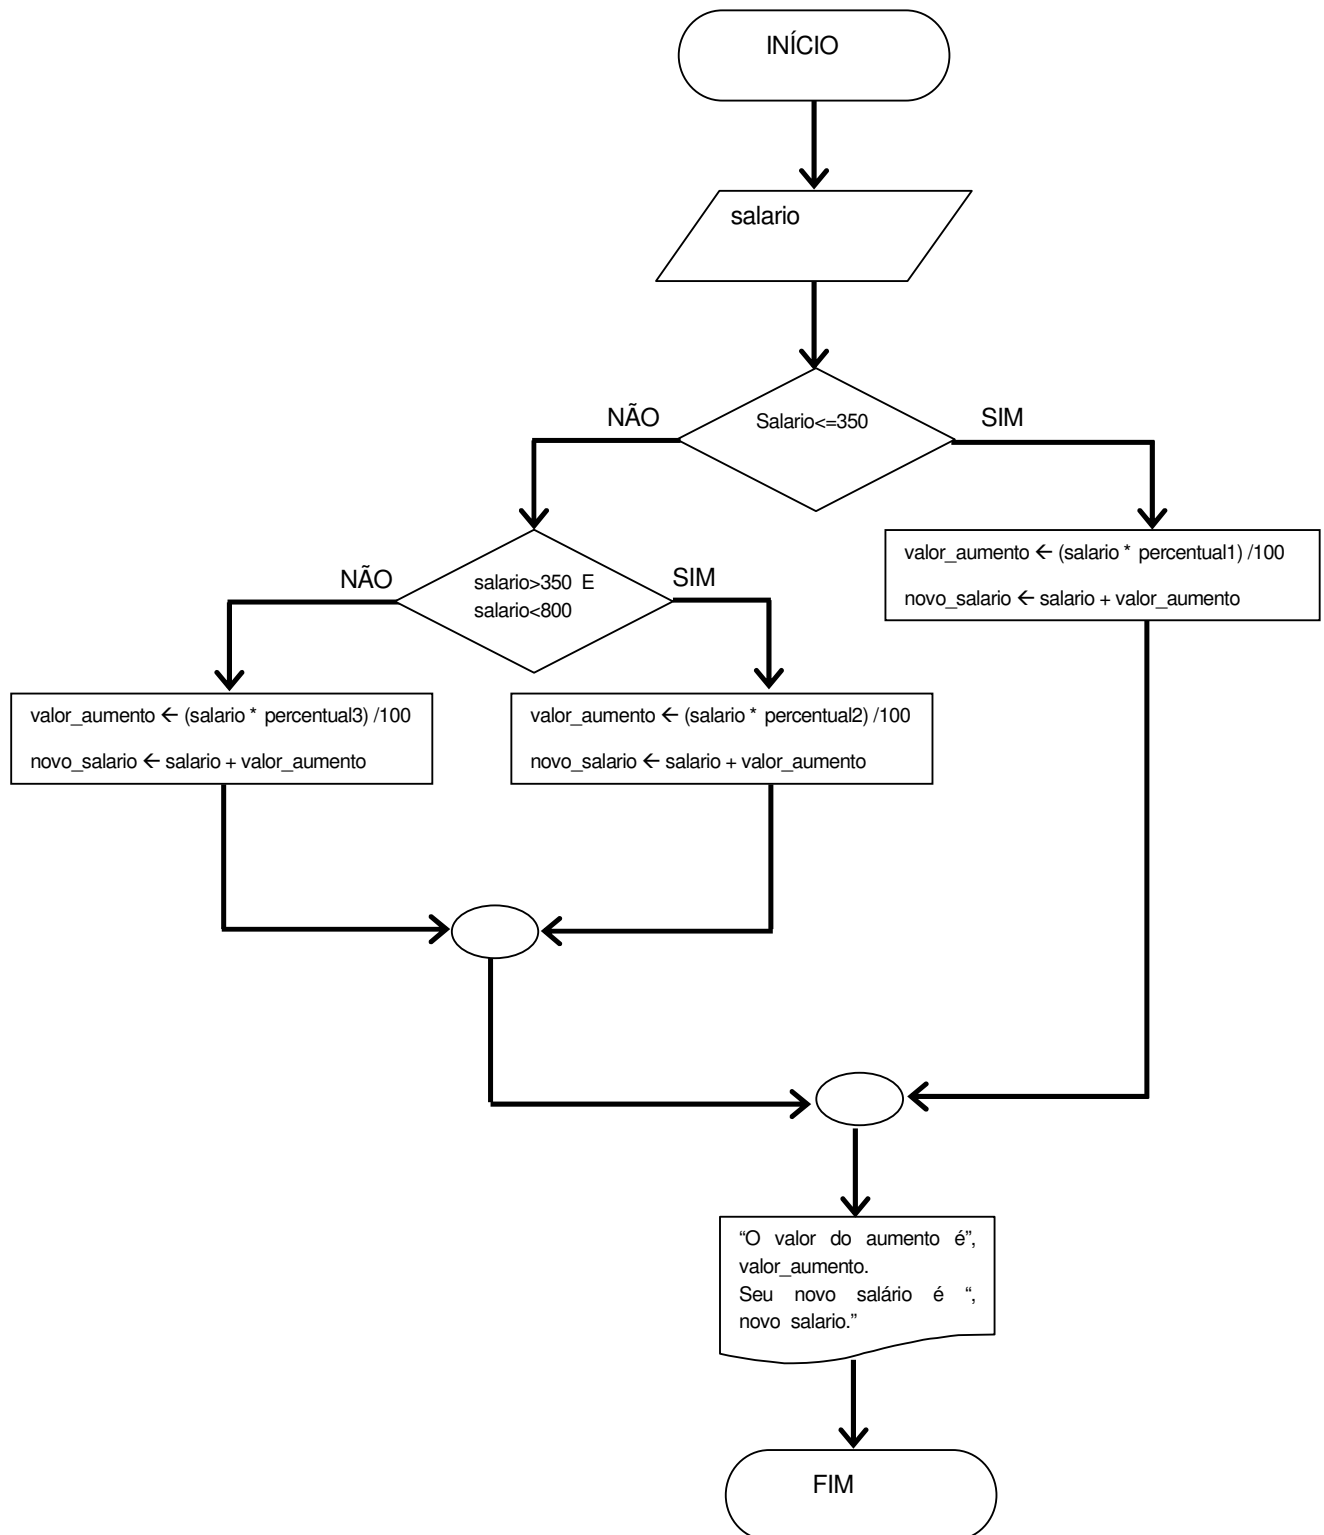 INÍCIO
salario
Salario<=350
NÃO
SIM
valor_aumento ← (salario * percentual1) /100
novo_salario ← salario + valor_aumento
salario>350 E
salario<800
NÃO
SIM
valor_aumento ← (salario * percentual3) /100
novo_salario ← salario + valor_aumento
valor_aumento ← (salario * percentual2) /100
novo_salario ← salario + valor_aumento
“O valor do aumento é”,
valor_aumento.
Seu novo salário é “,
novo salario.”
FIM